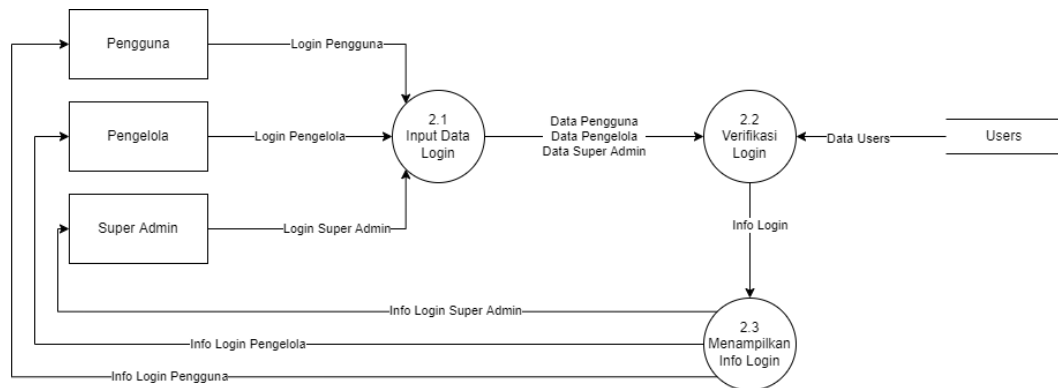 Pengguna
Login Pengguna
Pengelola
Login Pengelola
Super Admin
Login Super Admin
2.1
Input Data
Login
Data Pengguna
Data Pengelola
Data Super Admin
2.2
Verifikasi
Login
Data Users
Users
Info Login
2.3
Menampilkan
Info Login
Info Login Super Admin
Info Login Pengelola
Info Login Pengguna